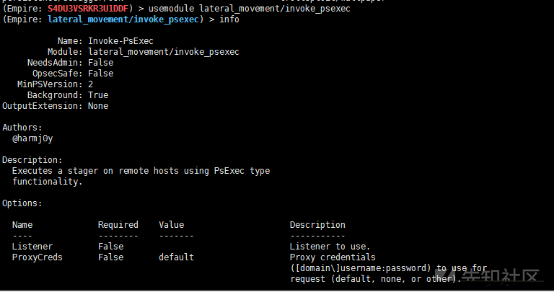 (Empire: S4DU3VSRKR3U1DDF) > usemodule lateral_movement/invoke_psexec
(Empire: lateral_movement/invoke_psexec) > info
Name: Invoke-PsExec
Module: lateral_movement/invoke_psexec
NeedsAdmin: False
OpsecSafe: False
MinPSVersion: 2
Background: True
OutputExtension: None
Authors:
@harmj0y
Description:
Executes a stager on remote hosts using PsExec type
functionality.
Options:
Name Required Value Description
---- -------- ------- -----------
Listener False Listener to use.
ProxyCreds False default Proxy credentials
([domain\]username:password) to use for
request (default, none, or other).
先知社区